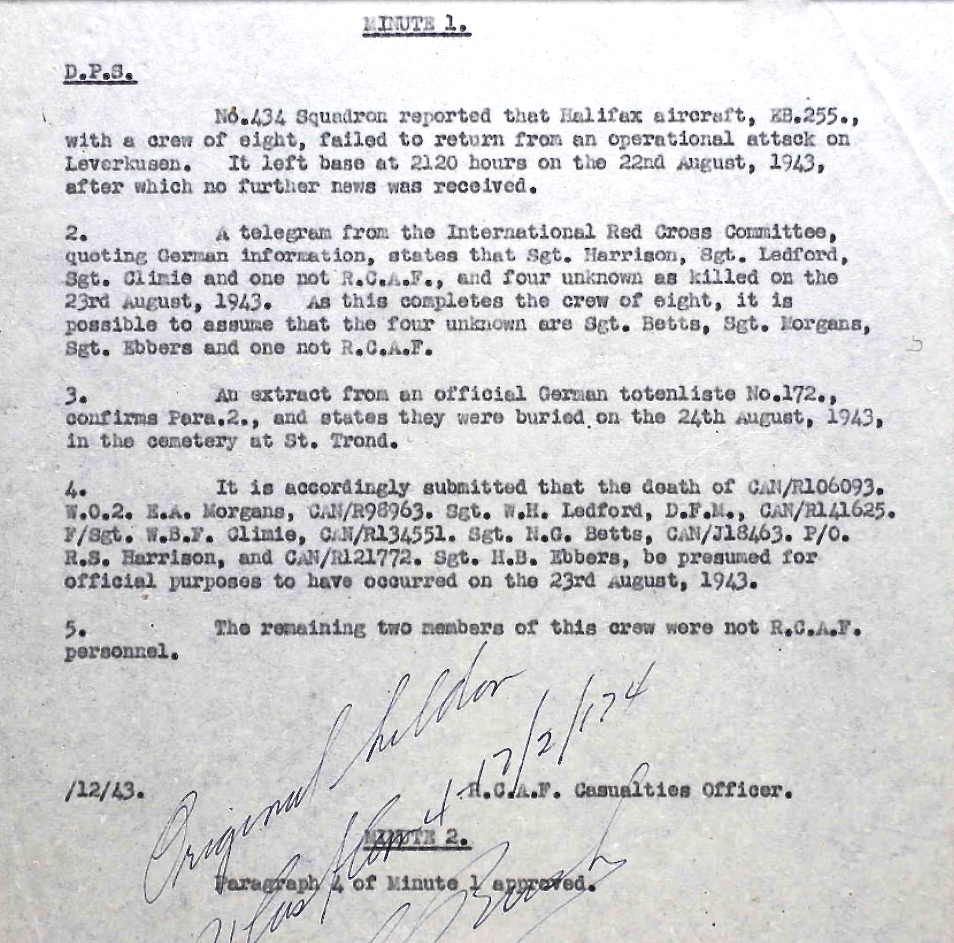 MINUTE 1.
D.P.S.
No.434 Squadron reported that Halifax aircraft, EB.255.,
with a crew of eight, failed to return from an operational attack on
Leverkusen. It left base at 2120 hours on the 22nd August, 1943,
after which no further news was received.
2. A telegram from the International Red Cross Committee,
quoting German information, states that Sgt. Harrison, Sgt. Ledford,
Sgt. Climie and one not R.C.A.F., and four unknown as killed on the
23rd August, 1943. As this completes the crew of eight, it is
possible to assume that the four unknown are Sgt. Betts, Sgt. Morgans,
Sgt. Ebbers and one not R.C.A.F.
3. An extract from an official German totenliste No.172.,
confirms Para.2., and states they were buried on the 24th August, 1943,
in the cemetery at St. Trond.
4. It is accordingly submitted that the death of CAN/R106093.
W.O.2. E.A. Morgans, CAN/R98963. Sgt. W.H. Ledford, D.F.M., CAN/R141625.
F/Sgt. W.B.F. Climie, CAN/R134551. Sgt. N.G. Betts, CAN/J18463. P/O.
R.S. Harrison, and CAN/R121772. Sgt. H.B. Ebbers, be presumed for
official purposes to have occurred on the 23rd August, 1943.
5. The remaining two members of this crew were not R.C.A.F.
personnel.
Original
/12/43. R.C.A.F. Casualties Officer.
MINUTE 2.
Paragraph 4 of Minute 1 approved.